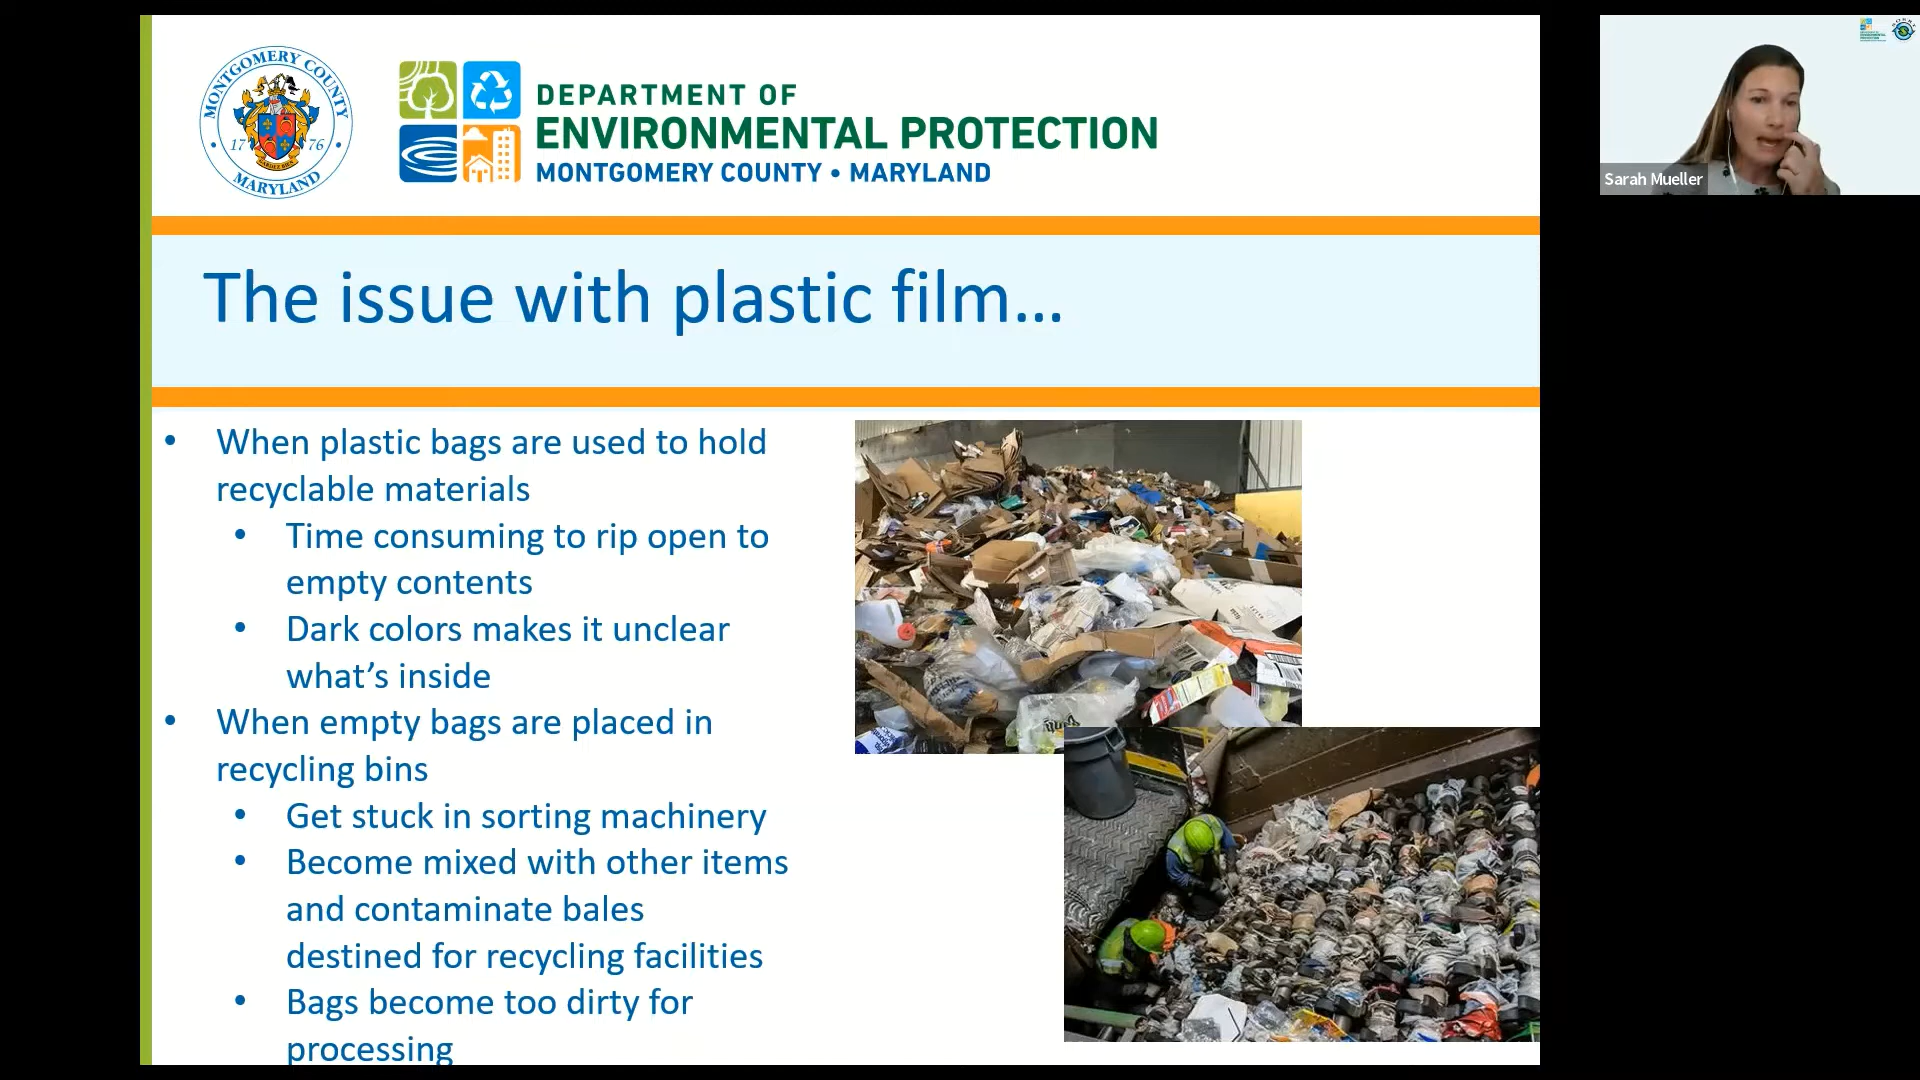 MONTGOMERY COUNTY
17 76
MARYLAND
DEPARTMENT OF
ENVIRONMENTAL PROTECTION
MONTGOMERY COUNTY • MARYLAND
Sarah Mueller
The issue with plastic film...
• When plastic bags are used to hold
recyclable materials
• Time consuming to rip open to
empty contents
• Dark colors makes it unclear
what's inside
• When empty bags are placed in
recycling bins
• Get stuck in sorting machinery
• Become mixed with other items
and contaminate bales
destined for recycling facilities
• Bags become too dirty for
processing